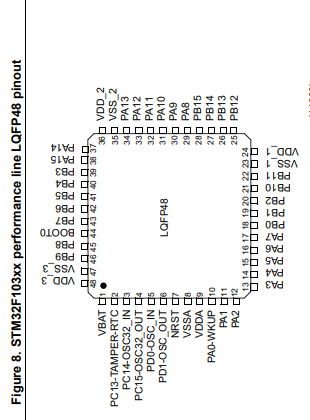 Figure 8. STM32F103xx performance line LQFP48 pinout
VDD_3
VSS_3
PB9
PB8
BOOT0
PB7
PB6
PB5
PB4
PB3
PA15
PA14
48 47 46 45 44 43 42 41 40 39 38 37
VBAT 1
PC13-TAMPER-RTC 2
PC14-OSC32_IN 3
PC15-OSC32_OUT 4
PD0-OSC_IN 5
PD1-OSC_OUT 6
NRST 7
VSSA 8
VDDA 9
PA0-WKUP 10
PA1 11
PA2 12
LQFP48
36 VDD_2
35 VSS_2
34 PA13
33 PA12
32 PA11
31 PA10
30 PA9
29 PA8
28 PB15
27 PB14
26 PB13
25 PB12
13 14 15 16 17 18 19 20 21 22 23 24
PA3
PA4
PA5
PA6
PA7
PB0
PB1
PB2
PB10
PB11
VSS_1
VDD_1